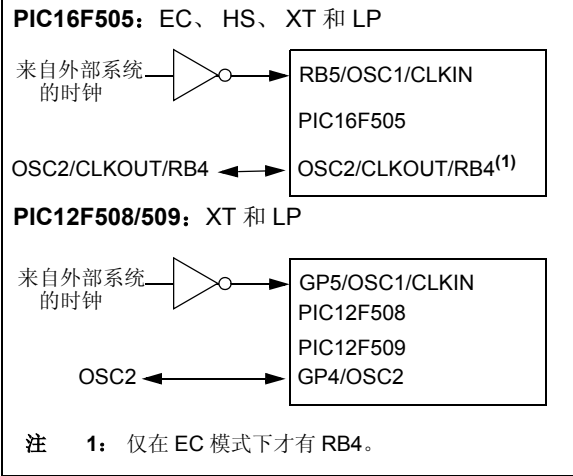 PIC16F505：EC、 HS、 XT 和 LP
来自外部系统
的时钟
RB5/OSC1/CLKIN
PIC16F505
OSC2/CLKOUT/RB4
OSC2/CLKOUT/RB4(1)
PIC12F508/509：XT 和 LP
来自外部系统
的时钟
GP5/OSC1/CLKIN
PIC12F508
PIC12F509
OSC2
GP4/OSC2
注 1： 仅在 EC 模式下才有 RB4。